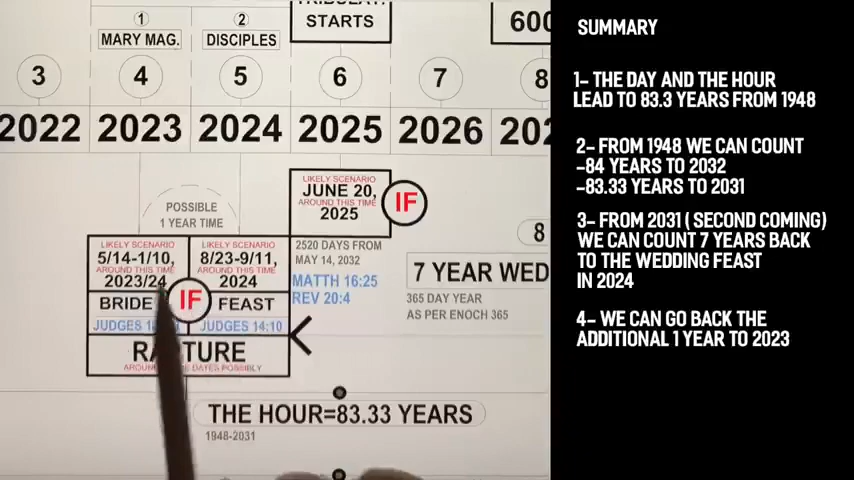 STARTS
600
1
2
MARY MAG.
DISCIPLES
3
4
5
6
7
8
2022
2023
2024
2025
2026
202
POSSIBLE
1 YEAR TIME
LIKELY SCENARIO
JUNE 20,
AROUND THIS TIME
2025
IF
LIKELY SCENARIO
5/14-1/10,
AROUND THIS TIME
2023/24
LIKELY SCENARIO
8/23-9/11,
AROUND THIS TIME
2024
BRIDE
IF
FEAST
JUDGES
JUDGES 14:10
2520 DAYS FROM
MAY 14, 2032
MATTH 16:25
REV 20:4
8
7 YEAR WED
365 DAY YEAR
AS PER ENOCH 365
THE HOUR=83.33 YEARS
1948-2031
SUMMARY
1- THE DAY AND THE HOUR
LEAD TO 83.3 YEARS FROM 1948
2- FROM 1948 WE CAN COUNT
-84 YEARS TO 2032
-83.33 YEARS TO 2031
3- FROM 2031 ( SECOND COMING)
WE CAN COUNT 7 YEARS BACK
TO THE WEDDING FEAST
IN 2024
4- WE CAN GO BACK THE
ADDITIONAL 1 YEAR TO 2023